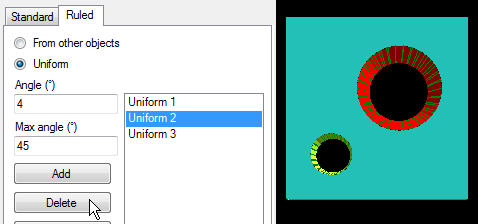 Standard Ruled
From other objects
Uniform
Angle (°)
4
Max angle (°)
45
Add
Delete
Uniform 1
Uniform 2
Uniform 3